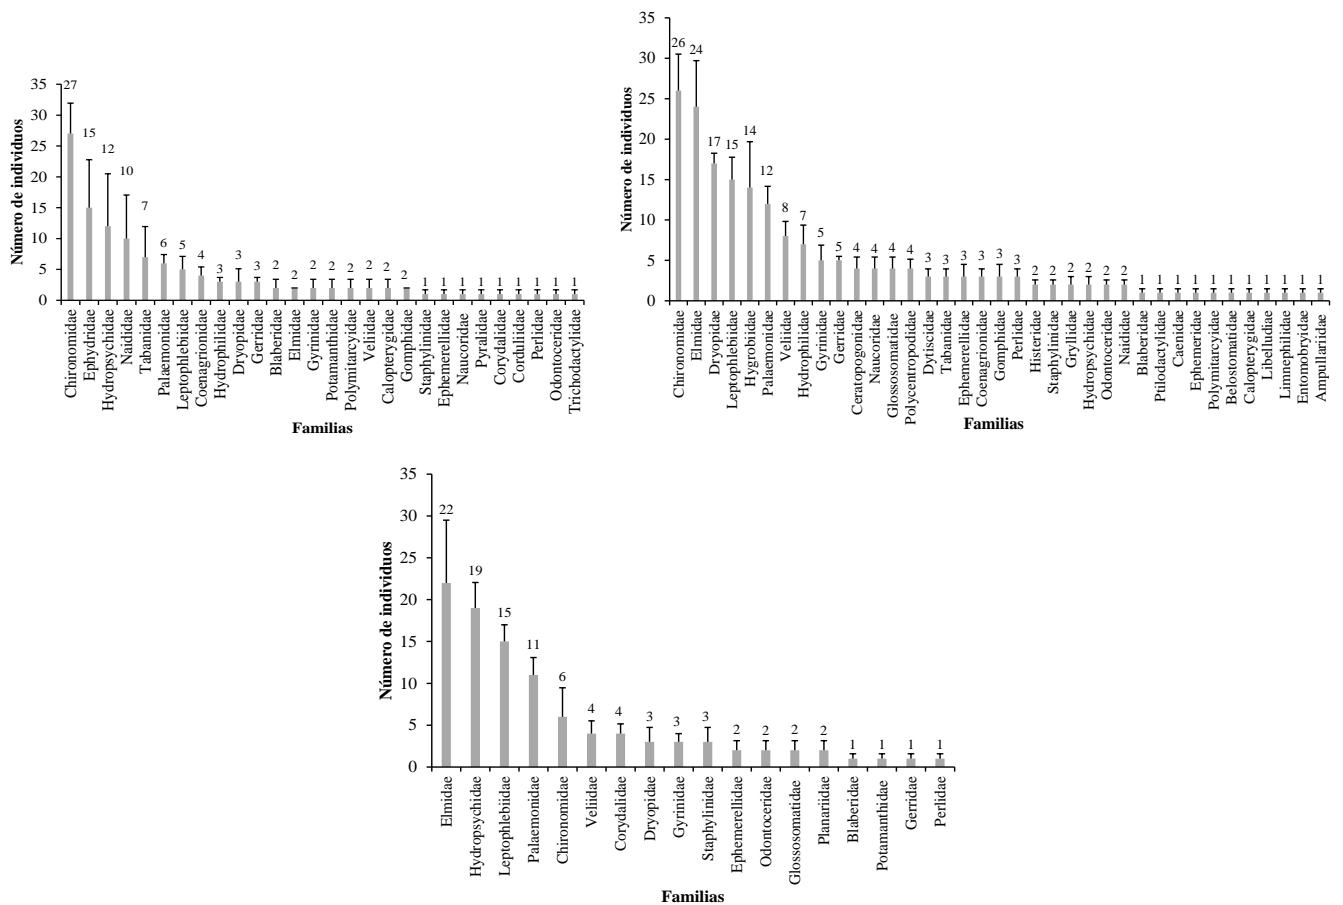 Número de individuos
35
30
25
20
15
10
5
0
27
15
12
10
7
6
5
4
3
3
3
2
2
2
2
2
2
2
2
1
1
1
1
1
1
1
1
1
Chironomidae
Ephydridae
Hydropsychidae
Naididae
Tabanidae
Palaemonidae
Leptophlebiidae
Coenagrionidae
Hydrophilidae
Dryopidae
Gerridae
Blaberidae
Elmidae
Gyrinidae
Potamanthidae
Polymitarcyidae
Veliidae
Calopterygidae
Gomphidae
Staphylinidae
Ephemerellidae
Naucoridae
Pyralidae
Corydalidae
Corduliidae
Perlidae
Odontoceridae
Trichodactylidae
Familias
Número de individuos
35
30
25
20
15
10
5
0
26
24
17
15
14
12
8
7
5
5
4
4
4
4
3
3
3
3
3
3
2
2
2
2
2
2
1
1
1
1
1
1
1
1
1
1
1
Chironomidae
Elmidae
Dryopidae
Leptophlebiidae
Hygrobiidae
Palaemonidae
Veliidae
Hydrophilidae
Gyrinidae
Gerridae
Ceratopogonidae
Naucoridae
Glossosomatidae
Polycentropodidae
Dytiscidae
Tabanidae
Ephemerellidae
Coenagrionidae
Gomphidae
Perlidae
Histeridae
Staphylinidae
Gryllidae
Hydropsychidae
Odontoceridae
Naididae
Blaberidae
Ptilodactylidae
Caenidae
Ephemeridae
Polymitarcyidae
Belostomatidae
Calopterygidae
Libelludiae
Limnephilidae
Entomobryidae
Ampullariidae
Familias
Número de individuos
35
30
25
20
15
10
5
0
22
19
15
11
6
4
4
3
3
3
2
2
2
2
1
1
1
1
Elmidae
Hydropsychidae
Leptophlebiidae
Palaemonidae
Chironomidae
Veliidae
Corydalidae
Dryopidae
Gyrinidae
Staphylinidae
Ephemerellidae
Odontoceridae
Glossosomatidae
Planariidae
Blaberidae
Potamanthidae
Gerridae
Perlidae
Familias